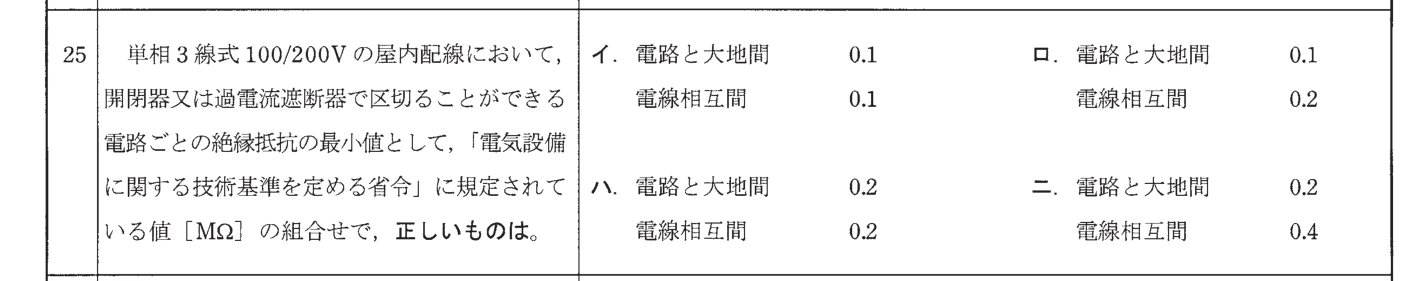 25 単相3線式100/200Vの屋内配線において,
開閉器又は過電流遮断器で区切ることができる
電路ごとの絶縁抵抗の最小値として,「電気設備
に関する技術基準を定める省令」に規定されて
いる値[MΩ]の組合せで,正しいものは。
イ. 電路と大地間 0.1
電線相互間 0.1
ロ. 電路と大地間 0.1
電線相互間 0.2
ハ. 電路と大地間 0.2
電線相互間 0.2
ニ. 電路と大地間 0.2
電線相互間 0.4